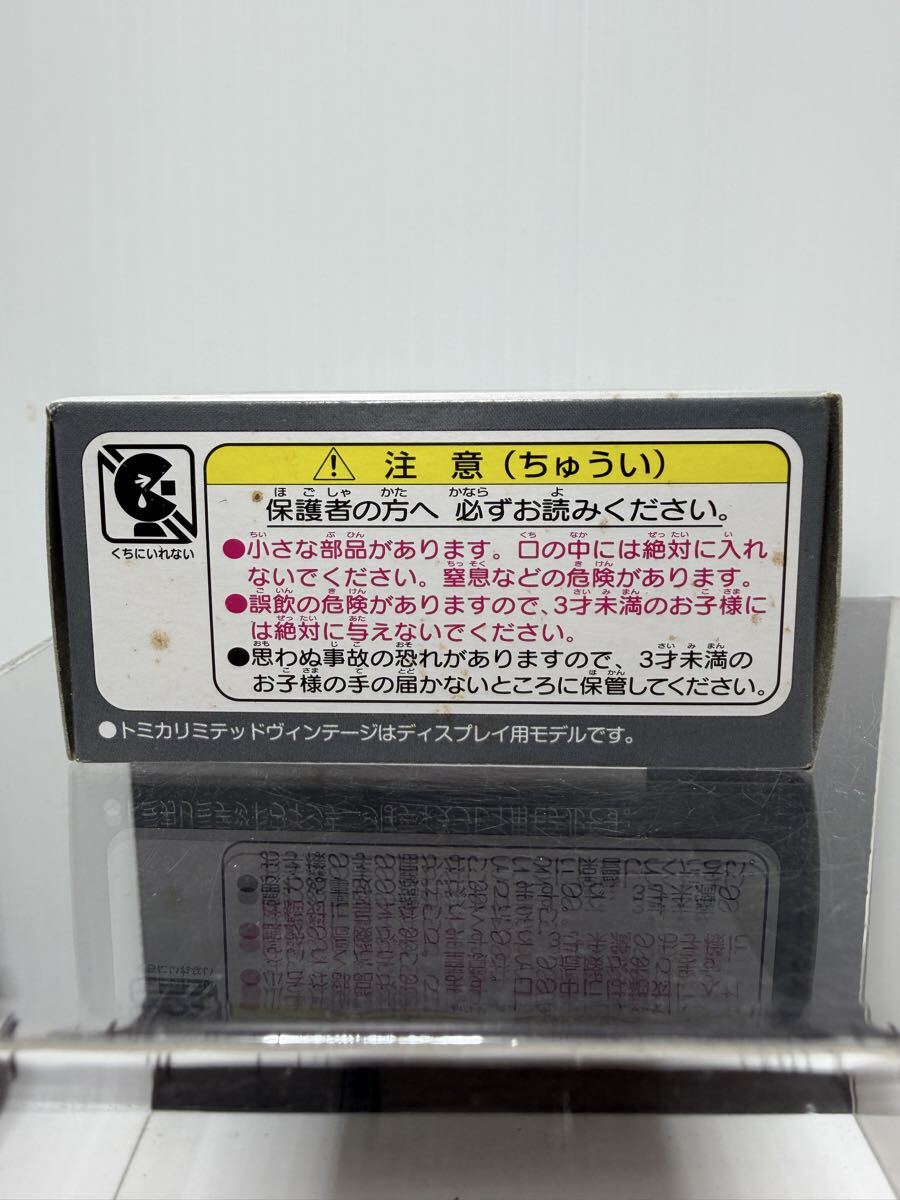 ⚠ 注意（ちゅうい）
保護者の方へ 必ずお読みください。
ほごしゃ かた かなら よ
くちにいれない
●小さな部品があります。口の中には絶対に入れ
ちい ぶひん くち なか ぜったい い
ないでください。窒息などの危険があります。
ちっそく きけん
●誤飲の危険がありますので、3才未満のお子様に
ごいん きけん さいみまん こさま
は絶対に与えないでください。
ぜったい あた
●思わぬ事故の恐れがありますので、3才未満の
おも じこ おそ さいみまん
お子様の手の届かないところに保管してください。
こさま て とど ほかん
●トミカリミテッドヴィンテージはディスプレイ用モデルです。